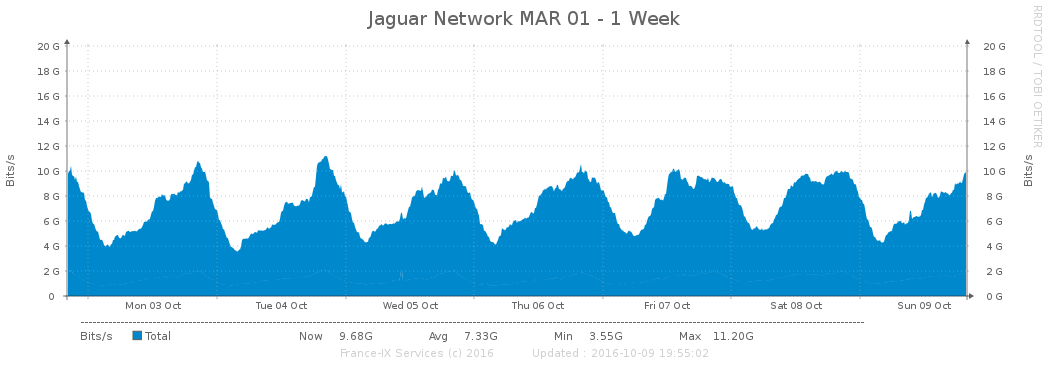 Jaguar Network MAR 01 - 1 Week
RRDTOOL / TOBI OETIKER
Bits/s
Bits/s
20 G 20 G
18 G 18 G
16 G 16 G
14 G 14 G
12 G 12 G
10 G 10 G
8 G 8 G
6 G 6 G
4 G 4 G
2 G 2 G
0 0 G
Mon 03 Oct Tue 04 Oct Wed 05 Oct Thu 06 Oct Fri 07 Oct Sat 08 Oct Sun 09 Oct
Bits/s Total Now 9.68G Avg 7.33G Min 3.55G Max 11.20G
France-IX Services (c) 2016 Updated : 2016-10-09 19:55:02